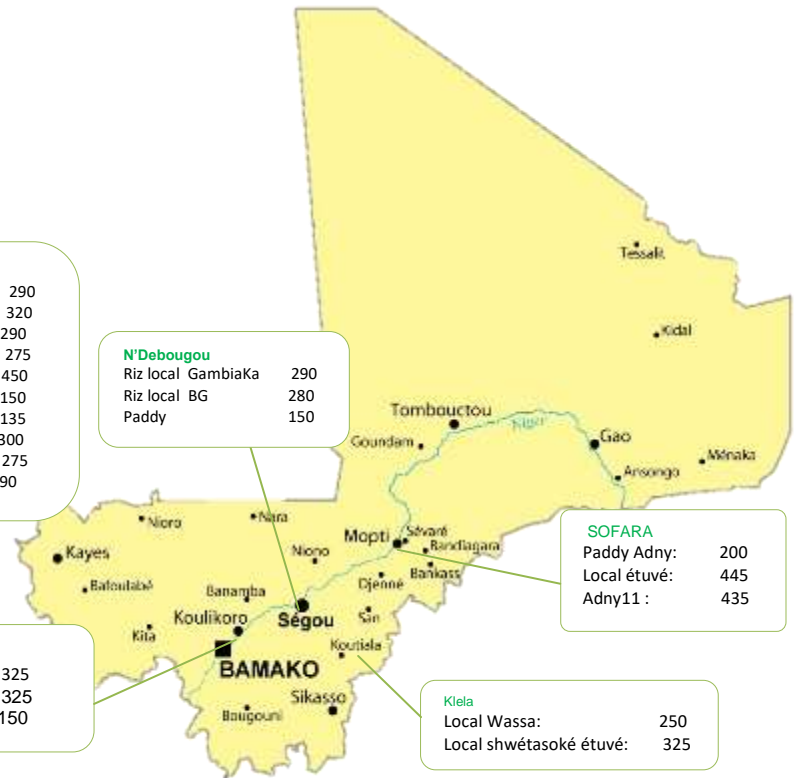 290
320
290
275
450
150
135
300
275
90
N'Debougou
Riz local GambiaKa 290
Riz local BG 280
Paddy 150
Tessalit
Kidal
Tombouctou
Niger
Goundam
Gao
Ménaka
Ansongo
Nioro
Nara
Mopti
Sévaré
Bandiagara
Kayes
Niono
Bankass
Bafoulabé
Djenné
Banamba
Ségou
San
Koulikoro
Kita
Koutiala
BAMAKO
Sikasso
Bougouni
SOFARA
Paddy Adny: 200
Local étuvé: 445
Adny11 : 435
325
325
150
Klela
Local Wassa: 250
Local shwétasoké étuvé: 325